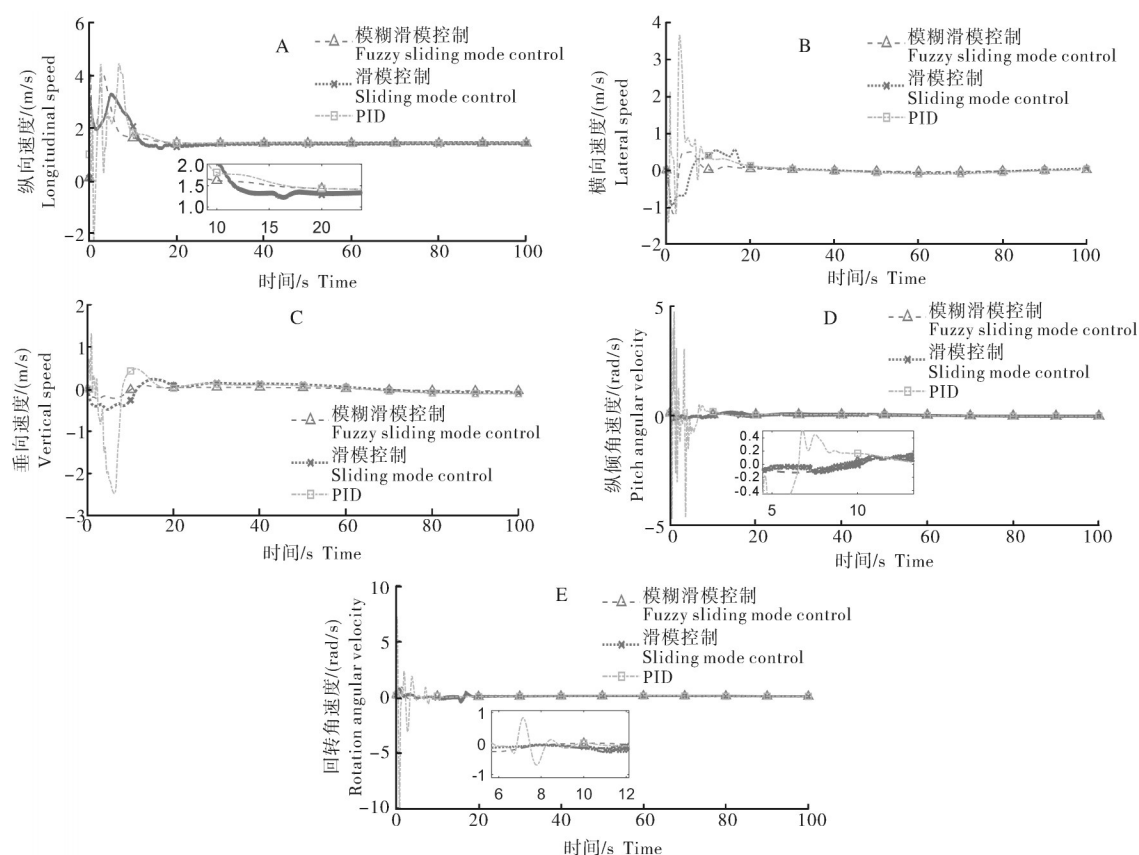 A
模糊滑模控制
Fuzzy sliding mode control
滑模控制
Sliding mode control
PID
纵向速度/(m/s)
Longitudinal speed
6
4
2
0
-2
2.0
1.5
1.0
10 15 20
0 20 40 60 80 100
时间/s Time
B
模糊滑模控制
Fuzzy sliding mode control
滑模控制
Sliding mode control
PID
横向速度/(m/s)
Lateral speed
4
3
2
1
0
-1
-2
0 20 40 60 80 100
时间/s Time
C
模糊滑模控制
Fuzzy sliding mode control
滑模控制
Sliding mode control
PID
垂向速度/(m/s)
Vertical speed
2
1
0
-1
-2
-3
0 20 40 60 80 100
时间/s Time
D
模糊滑模控制
Fuzzy sliding mode control
滑模控制
Sliding mode control
PID
纵倾角速度/(rad/s)
Pitch angular velocity
5
0
-5
0.4
0.2
0.0
-0.2
-0.4
5 10
0 20 40 60 80 100
时间/s Time
E
模糊滑模控制
Fuzzy sliding mode control
滑模控制
Sliding mode control
PID
回转角速度/(rad/s)
Rotation angular velocity
10
5
0
-5
-10
1
0
-1
6 8 10 12
0 20 40 60 80 100
时间/s Time